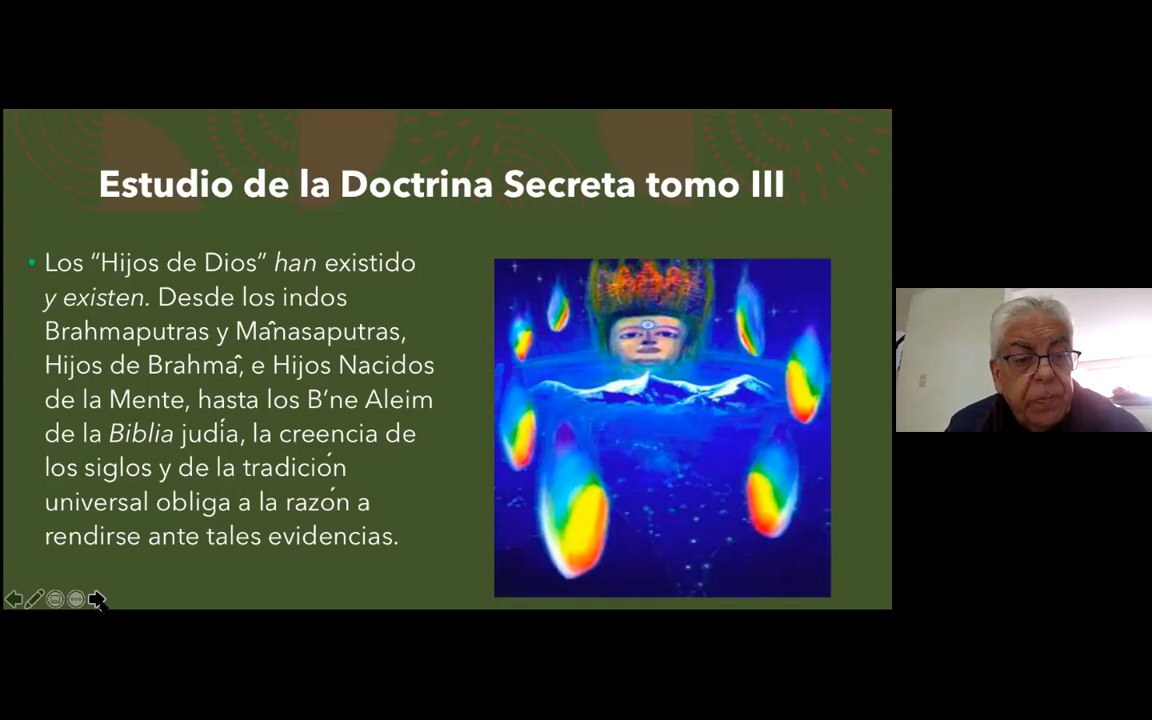 Estudio de la Doctrina Secreta tomo III
• Los “Hijos de Dios” han existido
y existen. Desde los indos
Brahmaputras y Mânasaputras,
Hijos de Brahmâ, e Hijos Nacidos
de la Mente, hasta los B’ne Aleim
de la Biblia judía, la creencia de
los siglos y de la tradición
universal obliga a la razón a
rendirse ante tales evidencias.